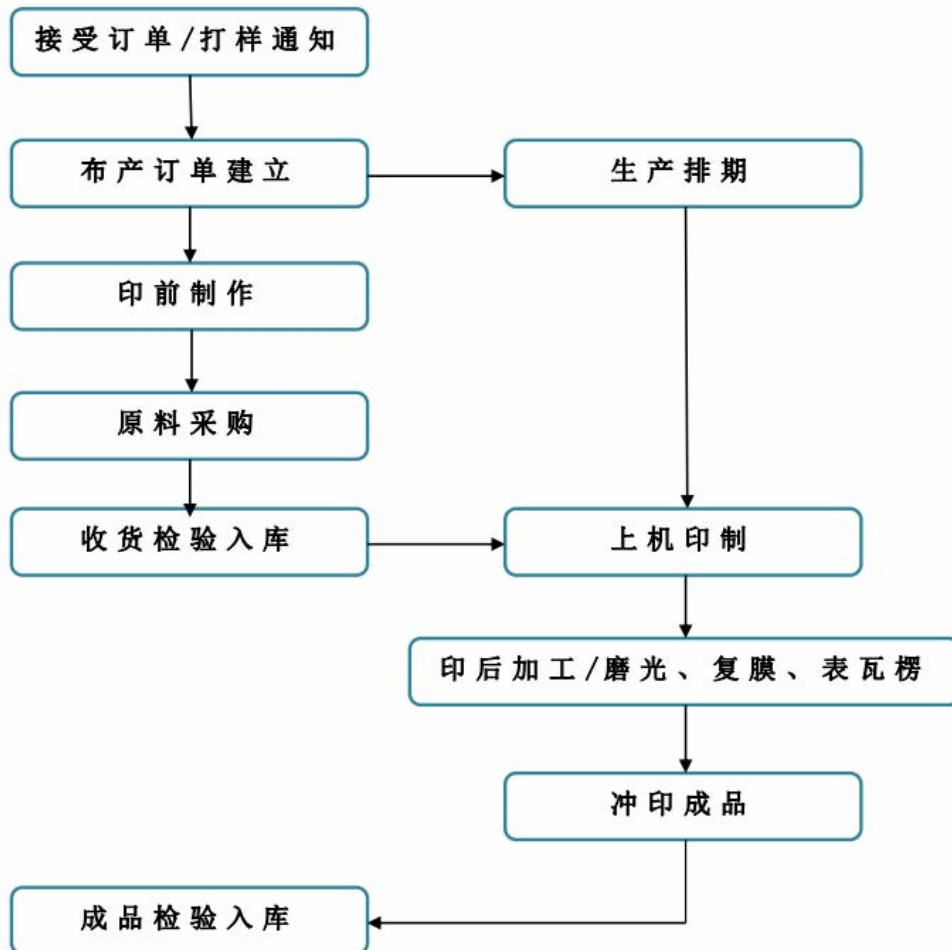 接受订单/打样通知
布产订单建立
生产排期
印前制作
原料采购
收货检验入库
上机印制
印后加工/磨光、复膜、表瓦楞
冲印成品
成品检验入库